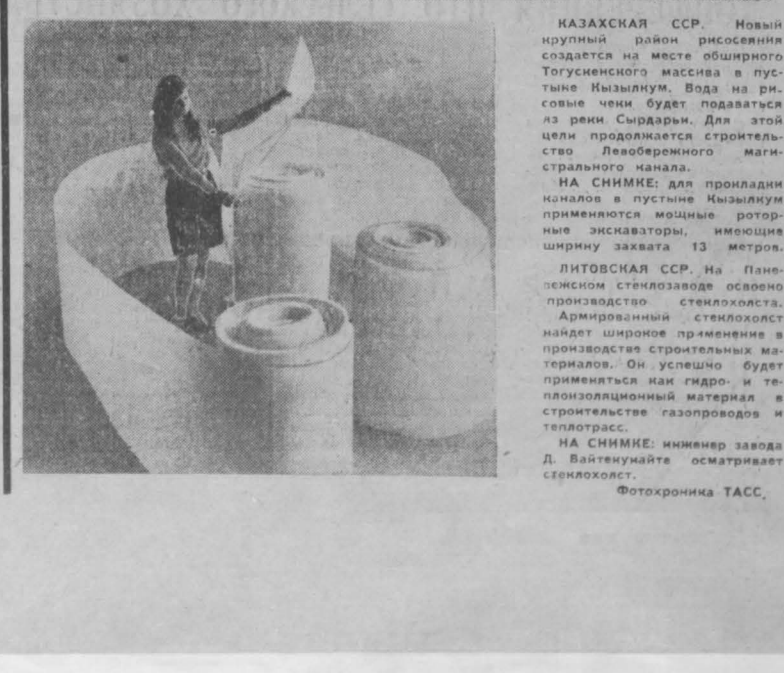 КАЗАХСКАЯ ССР. Новый
крупный район рисосеяния
создается на месте обширного
Тогускенского массива в пус-
тыне Кызылкум. Вода на ри-
совые чеки будет подаваться
из реки Сырдарьи. Для этой
цели продолжается строитель-
ство Левобережного маги-
стрального канала.
НА СНИМКЕ: для прокладки
каналов в пустыне Кызылкум
применяются мощные ротор-
ные экскаваторы, имеющие
ширину захвата 13 метров.
ЛИТОВСКАЯ ССР. На Пане-
вежском стеклозаводе освоено
производство стеклохолста.
Армированный стеклохолст
найдет широкое применение в
производстве строительных ма-
териалов. Он успешно будет
применяться как гидро- и те-
плоизоляционный материал в
строительстве газопроводов и
теплотрасс.
НА СНИМКЕ: инженер завода
Д. Вайтекунайте осматривает
стеклохолст.
Фотохроника ТАСС.